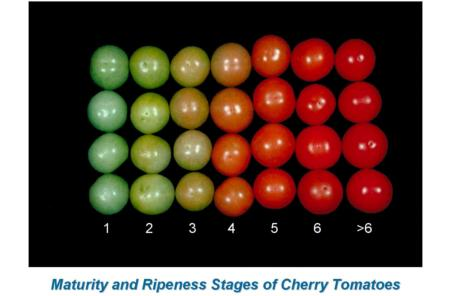 1 2 3 4 5 6 >6
Maturity and Ripeness Stages of Cherry Tomatoes